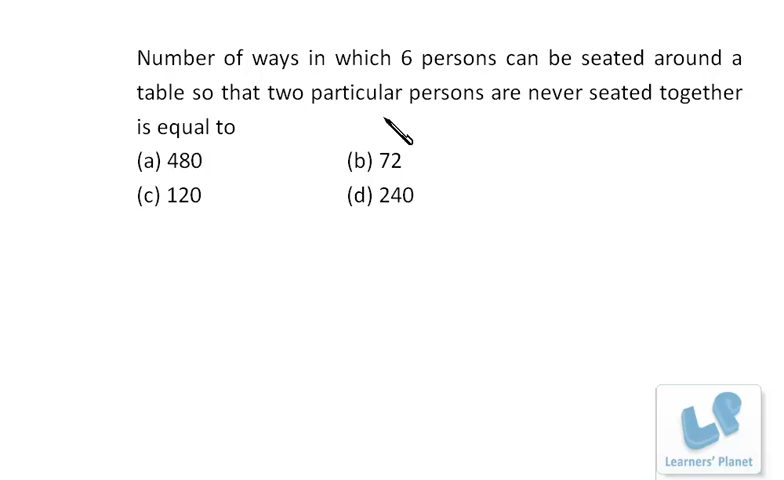 Number of ways in which 6 persons can be seated around a
table so that two particular persons are never seated together
is equal to
(a) 480 (b) 72
(c) 120 (d) 240
LP
Learners' Planet